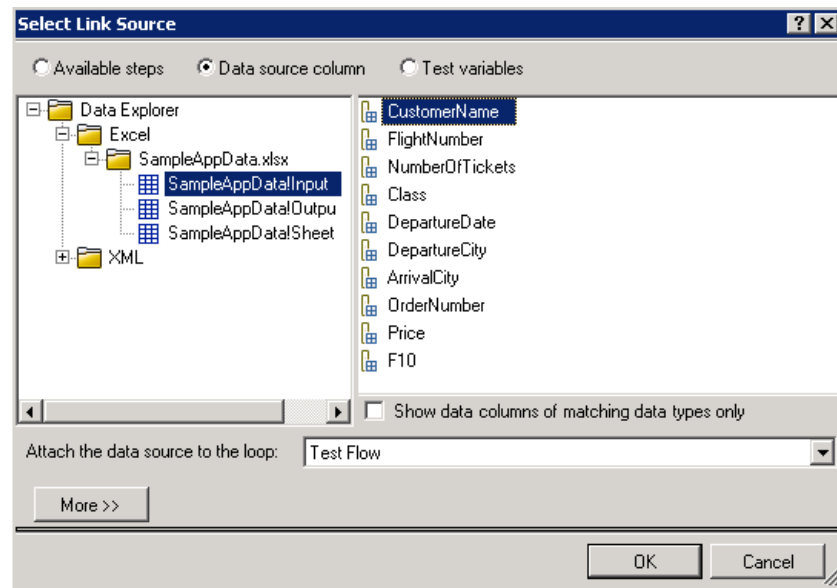 Select Link Source
Available steps Data source column Test variables
Data Explorer
Excel
SampleAppData.xlsx
SampleAppData!Input
SampleAppData!Outpu
SampleAppData!Sheet
XML
CustomerName
FlightNumber
NumberOfTickets
Class
DepartureDate
DepartureCity
ArrivalCity
OrderNumber
Price
F10
Show data columns of matching data types only
Attach the data source to the loop: Test Flow
More >>
OK Cancel